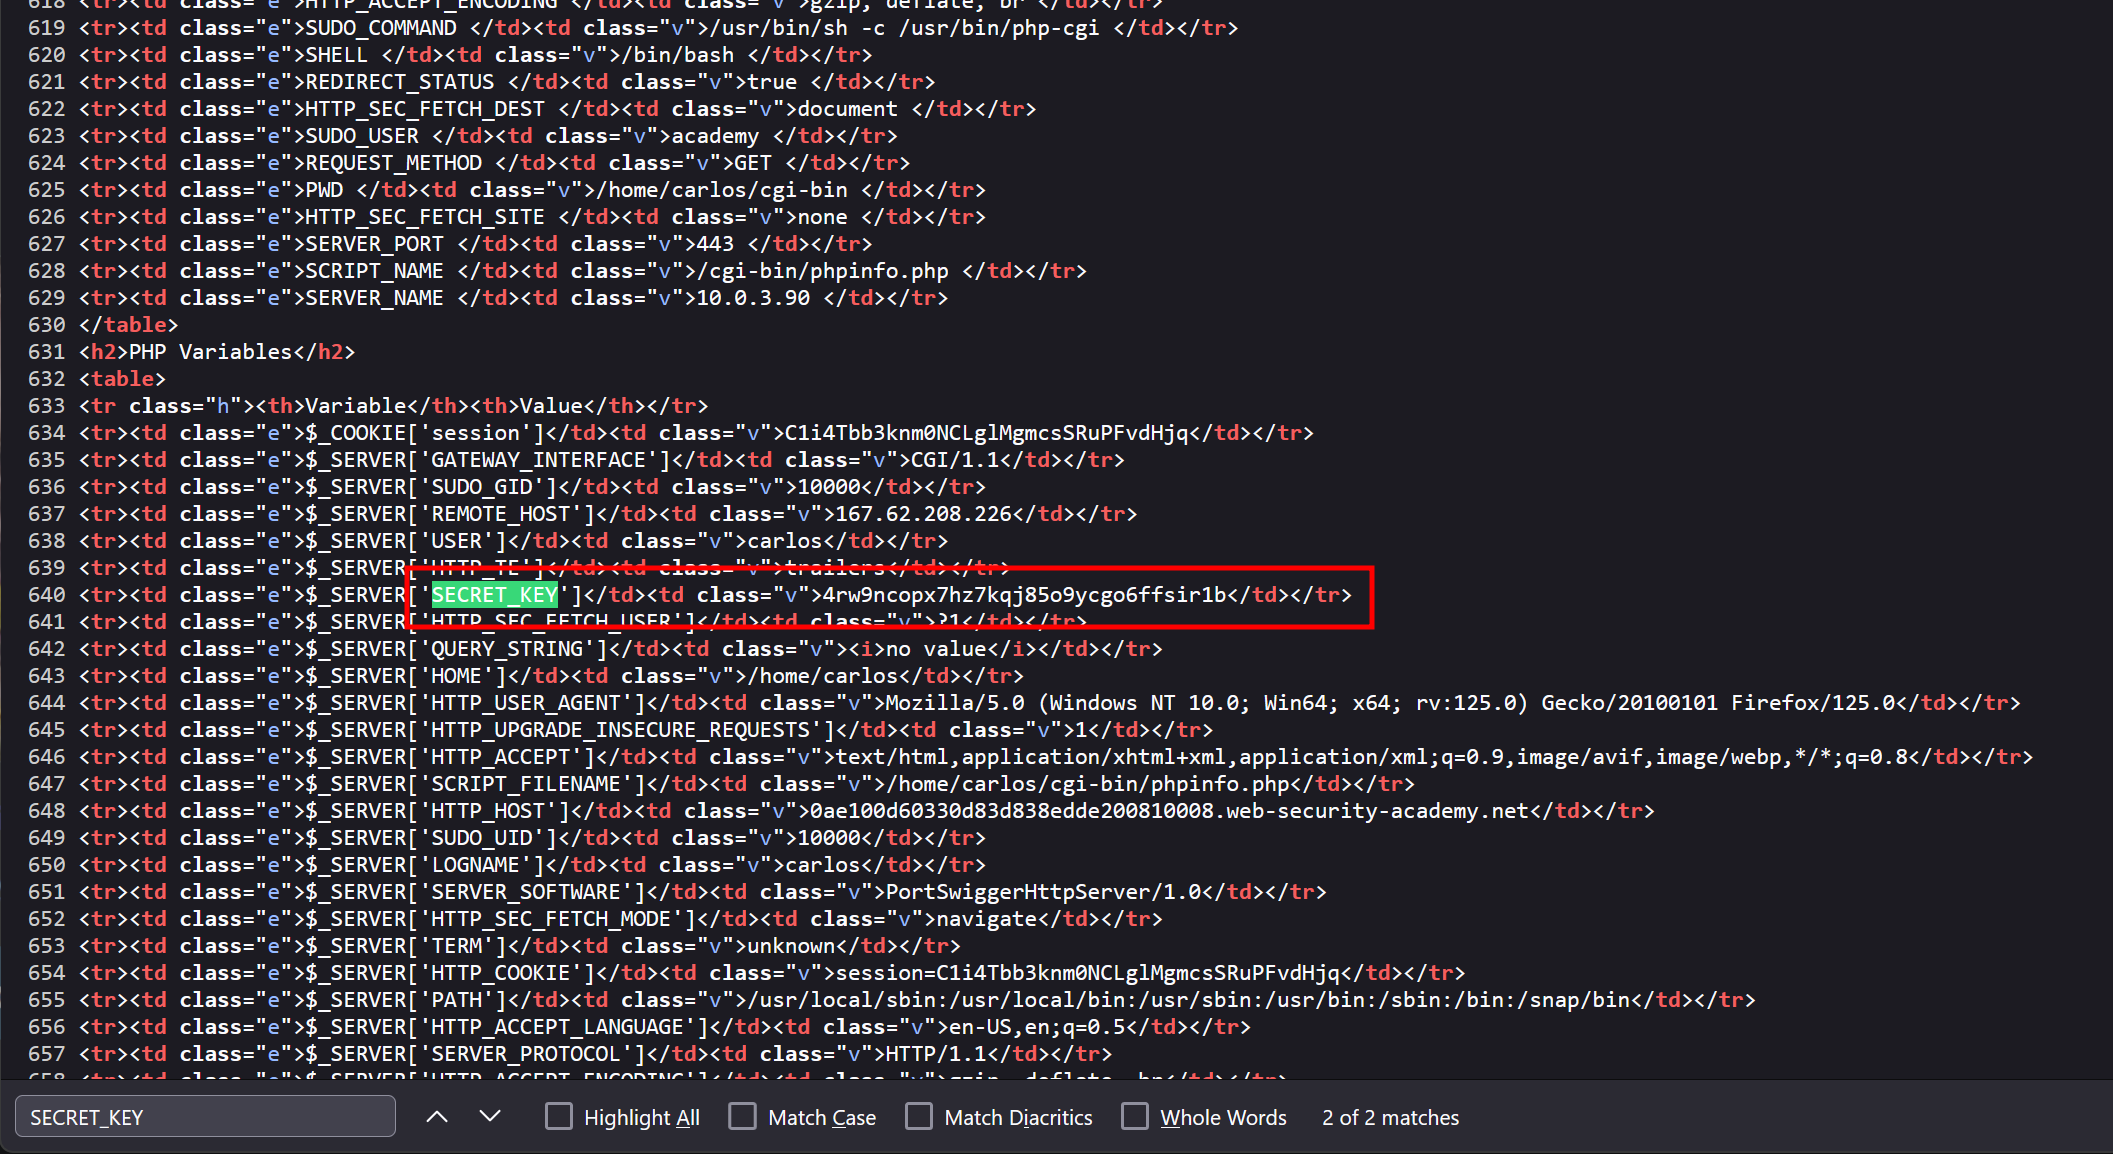 618 <tr><td class="e">HTTP_ACCEPT_ENCODING </td><td class="v">gzip, deflate, br </td></tr>
619 <tr><td class="e">SUDO_COMMAND </td><td class="v">/usr/bin/sh -c /usr/bin/php-cgi </td></tr>
620 <tr><td class="e">SHELL </td><td class="v">/bin/bash </td></tr>
621 <tr><td class="e">REDIRECT_STATUS </td><td class="v">true </td></tr>
622 <tr><td class="e">HTTP_SEC_FETCH_DEST </td><td class="v">document </td></tr>
623 <tr><td class="e">SUDO_USER </td><td class="v">academy </td></tr>
624 <tr><td class="e">REQUEST_METHOD </td><td class="v">GET </td></tr>
625 <tr><td class="e">PWD </td><td class="v">/home/carlos/cgi-bin </td></tr>
626 <tr><td class="e">HTTP_SEC_FETCH_SITE </td><td class="v">none </td></tr>
627 <tr><td class="e">SERVER_PORT </td><td class="v">443 </td></tr>
628 <tr><td class="e">SCRIPT_NAME </td><td class="v">/cgi-bin/phpinfo.php </td></tr>
629 <tr><td class="e">SERVER_NAME </td><td class="v">10.0.3.90 </td></tr>
630 </table>
631 <h2>PHP Variables</h2>
632 <table>
633 <tr class="h"><th>Variable</th><th>Value</th></tr>
634 <tr><td class="e">$_COOKIE['session']</td><td class="v">C1i4Tbb3knm0NCLglMgmcsSRuPFvdHjq</td></tr>
635 <tr><td class="e">$_SERVER['GATEWAY_INTERFACE']</td><td class="v">CGI/1.1</td></tr>
636 <tr><td class="e">$_SERVER['SUDO_GID']</td><td class="v">10000</td></tr>
637 <tr><td class="e">$_SERVER['REMOTE_HOST']</td><td class="v">167.62.208.226</td></tr>
638 <tr><td class="e">$_SERVER['USER']</td><td class="v">carlos</td></tr>
639 <tr><td class="e">$_SERVER['HTTP_TE']</td><td class="v">trailers</td></tr>
640 <tr><td class="e">$_SERVER['SECRET_KEY']</td><td class="v">4rw9ncopx7hz7kqj85o9ycgo6ffsir1b</td></tr>
641 <tr><td class="e">$_SERVER['HTTP_SEC_FETCH_USER']</td><td class="v">?1</td></tr>
642 <tr><td class="e">$_SERVER['QUERY_STRING']</td><td class="v"><i>no value</i></td></tr>
643 <tr><td class="e">$_SERVER['HOME']</td><td class="v">/home/carlos</td></tr>
644 <tr><td class="e">$_SERVER['HTTP_USER_AGENT']</td><td class="v">Mozilla/5.0 (Windows NT 10.0; Win64; x64; rv:125.0) Gecko/20100101 Firefox/125.0</td></tr>
645 <tr><td class="e">$_SERVER['HTTP_UPGRADE_INSECURE_REQUESTS']</td><td class="v">1</td></tr>
646 <tr><td class="e">$_SERVER['HTTP_ACCEPT']</td><td class="v">text/html,application/xhtml+xml,application/xml;q=0.9,image/avif,image/webp,*/*;q=0.8</td></tr>
647 <tr><td class="e">$_SERVER['SCRIPT_FILENAME']</td><td class="v">/home/carlos/cgi-bin/phpinfo.php</td></tr>
648 <tr><td class="e">$_SERVER['HTTP_HOST']</td><td class="v">0ae100d60330d83d838edde200810008.web-security-academy.net</td></tr>
649 <tr><td class="e">$_SERVER['SUDO_UID']</td><td class="v">10000</td></tr>
650 <tr><td class="e">$_SERVER['LOGNAME']</td><td class="v">carlos</td></tr>
651 <tr><td class="e">$_SERVER['SERVER_SOFTWARE']</td><td class="v">PortSwiggerHttpServer/1.0</td></tr>
652 <tr><td class="e">$_SERVER['HTTP_SEC_FETCH_MODE']</td><td class="v">navigate</td></tr>
653 <tr><td class="e">$_SERVER['TERM']</td><td class="v">unknown</td></tr>
654 <tr><td class="e">$_SERVER['HTTP_COOKIE']</td><td class="v">session=C1i4Tbb3knm0NCLglMgmcsSRuPFvdHjq</td></tr>
655 <tr><td class="e">$_SERVER['PATH']</td><td class="v">/usr/local/sbin:/usr/local/bin:/usr/sbin:/usr/bin:/sbin:/bin:/snap/bin</td></tr>
656 <tr><td class="e">$_SERVER['HTTP_ACCEPT_LANGUAGE']</td><td class="v">en-US,en;q=0.5</td></tr>
657 <tr><td class="e">$_SERVER['SERVER_PROTOCOL']</td><td class="v">HTTP/1.1</td></tr>
658 <tr><td class="e">$_SERVER['HTTP_ACCEPT_ENCODING']</td><td class="v">gzip, deflate, br</td></tr>
SECRET_KEY Highlight All Match Case Match Diacritics Whole Words 2 of 2 matches